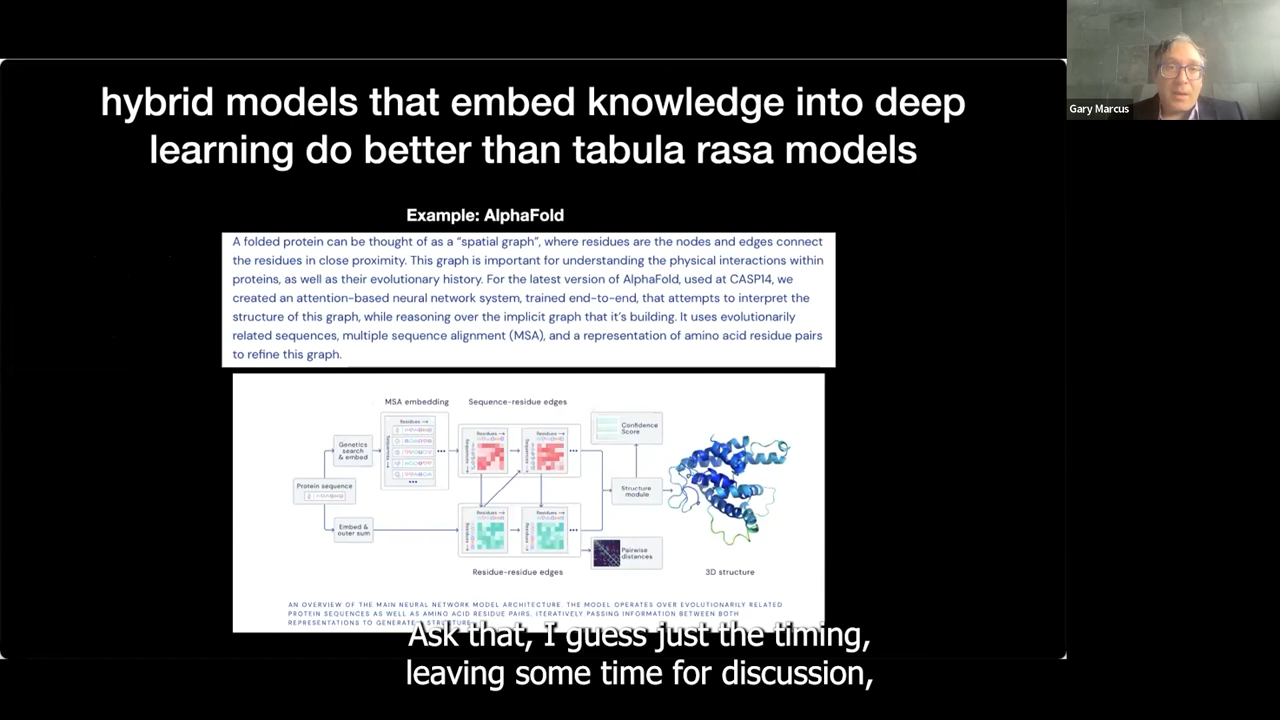 hybrid models that embed knowledge into deep
learning do better than tabula rasa models
Gary Marcus
Example: AlphaFold
A folded protein can be thought of as a “spatial graph”, where residues are the nodes and edges connect
the residues in close proximity. This graph is important for understanding the physical interactions within
proteins, as well as their evolutionary history. For the latest version of AlphaFold, used at CASP14, we
created an attention-based neural network system, trained end-to-end, that attempts to interpret the
structure of this graph, while reasoning over the implicit graph that it’s building. It uses evolutionarily
related sequences, multiple sequence alignment (MSA), and a representation of amino acid residue pairs
to refine this graph.
MSA embedding
Sequence-residue edges
Genetics
search
& embed
Protein sequence
Embed &
outer sum
Residues →
Residues →
Residues →
Residues →
Residues →
Confidence
Score
Structure
module
Pairwise
distances
Residue-residue edges
3D structure
AN OVERVIEW OF THE MAIN NEURAL NETWORK MODEL ARCHITECTURE. THE MODEL OPERATES OVER EVOLUTIONARILY RELATED
PROTEIN SEQUENCES AS WELL AS AMINO ACID RESIDUE PAIRS, ITERATIVELY PASSING INFORMATION BETWEEN BOTH
REPRESENTATIONS TO GENERATE
Ask that, I guess just the timing,
leaving some time for discussion,